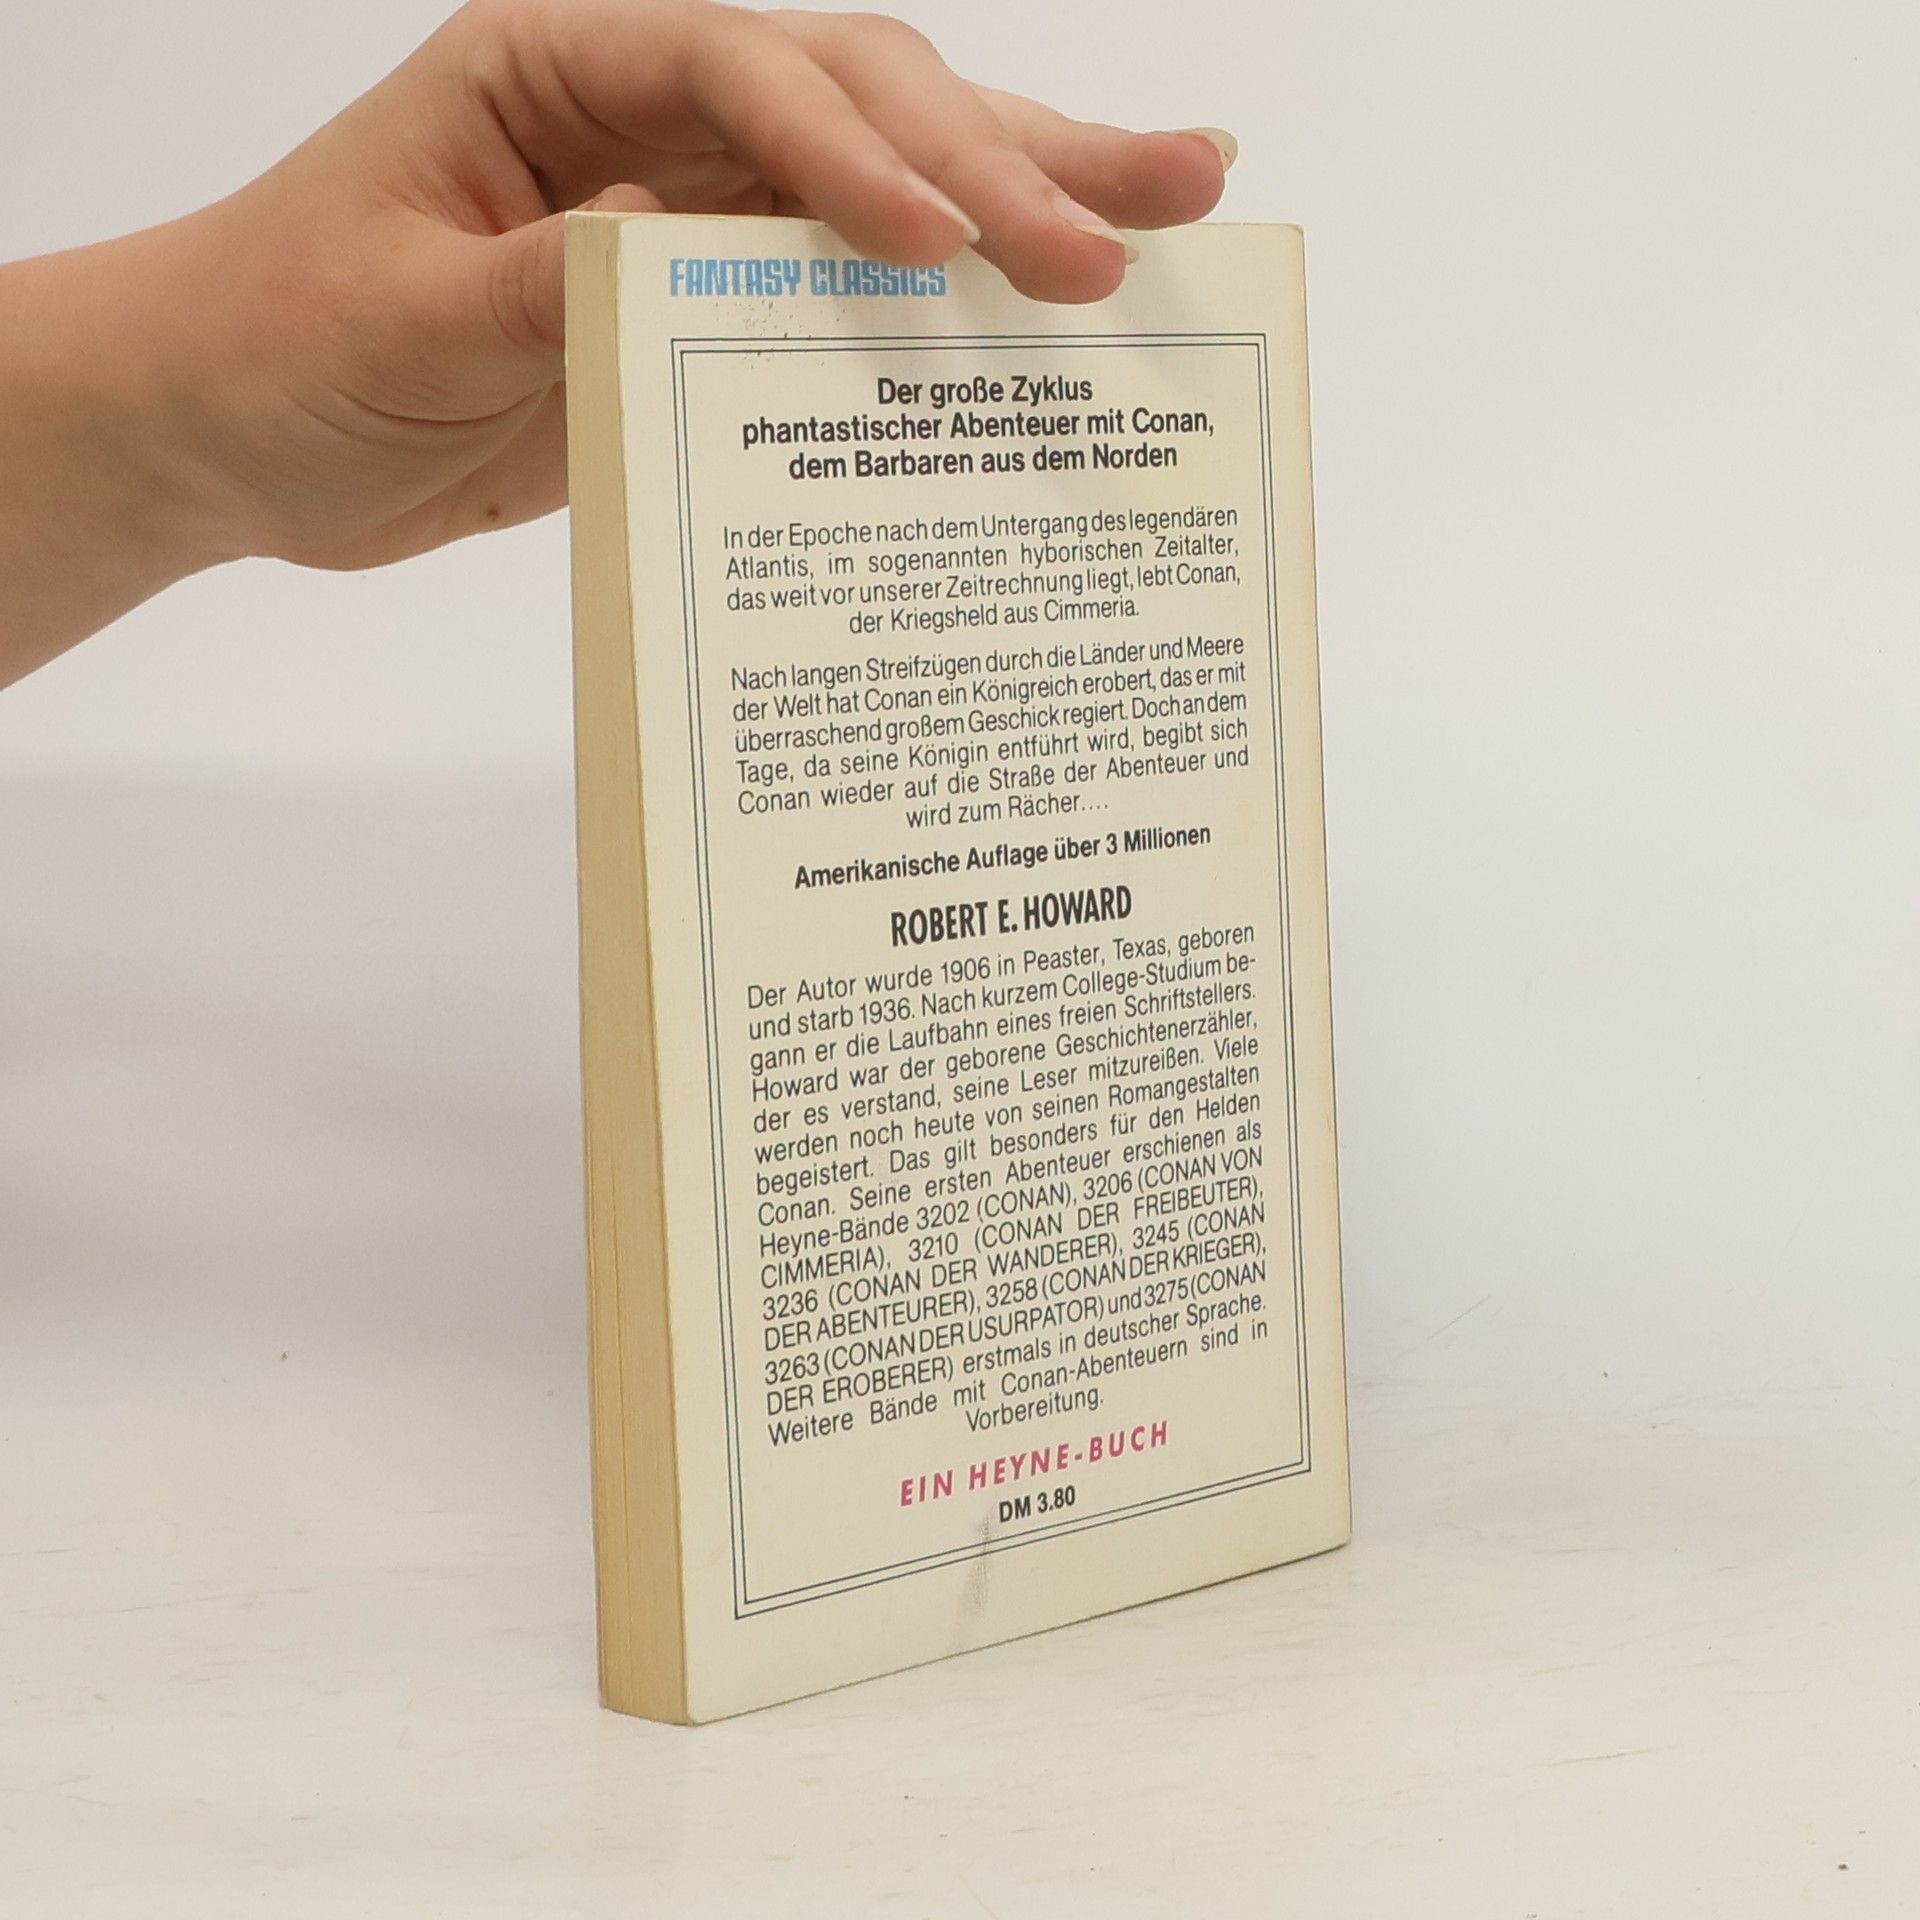 FANTASY CLASSICS
Der große Zyklus
phantastischer Abenteuer mit Conan,
dem Barbaren aus dem Norden
In der Epoche nach dem Untergang des legendären
Atlantis, im sogenannten hyborischen Zeitalter,
das weit vor unserer Zeitrechnung liegt, lebt Conan,
der Kriegsheld aus Cimmeria.
Nach langen Streifzügen durch die Länder und Meere
der Welt hat Conan ein Königreich erobert, das er mit
überraschend großem Geschick regiert. Doch an dem
Tage, da seine Königin entführt wird, begibt sich
Conan wieder auf die Straße der Abenteuer und
wird zum Rächer....
Amerikanische Auflage über 3 Millionen
ROBERT E. HOWARD
Der Autor wurde 1906 in Peaster, Texas, geboren
und starb 1936. Nach kurzem College-Studium be-
gann er die Laufbahn eines freien Schriftstellers.
Howard war der geborene Geschichtenerzähler,
der es verstand, seine Leser mitzureißen. Viele
werden noch heute von seinen Romangestalten
begeistert. Das gilt besonders für den Helden
Conan. Seine ersten Abenteuer erschienen als
Heyne-Bände 3202 (CONAN), 3206 (CONAN VON
CIMMERIA), 3210 (CONAN DER FREIBEUTER),
3236 (CONAN DER WANDERER), 3245 (CONAN
DER ABENTEURER), 3258 (CONAN DER KRIEGER),
3263 (CONAN DER USURPATOR) und 3275 (CONAN
DER EROBERER) erstmals in deutscher Sprache.
Weitere Bände mit Conan-Abenteuern sind in
Vorbereitung.
EIN HEYNE-BUCH
DM 3.80